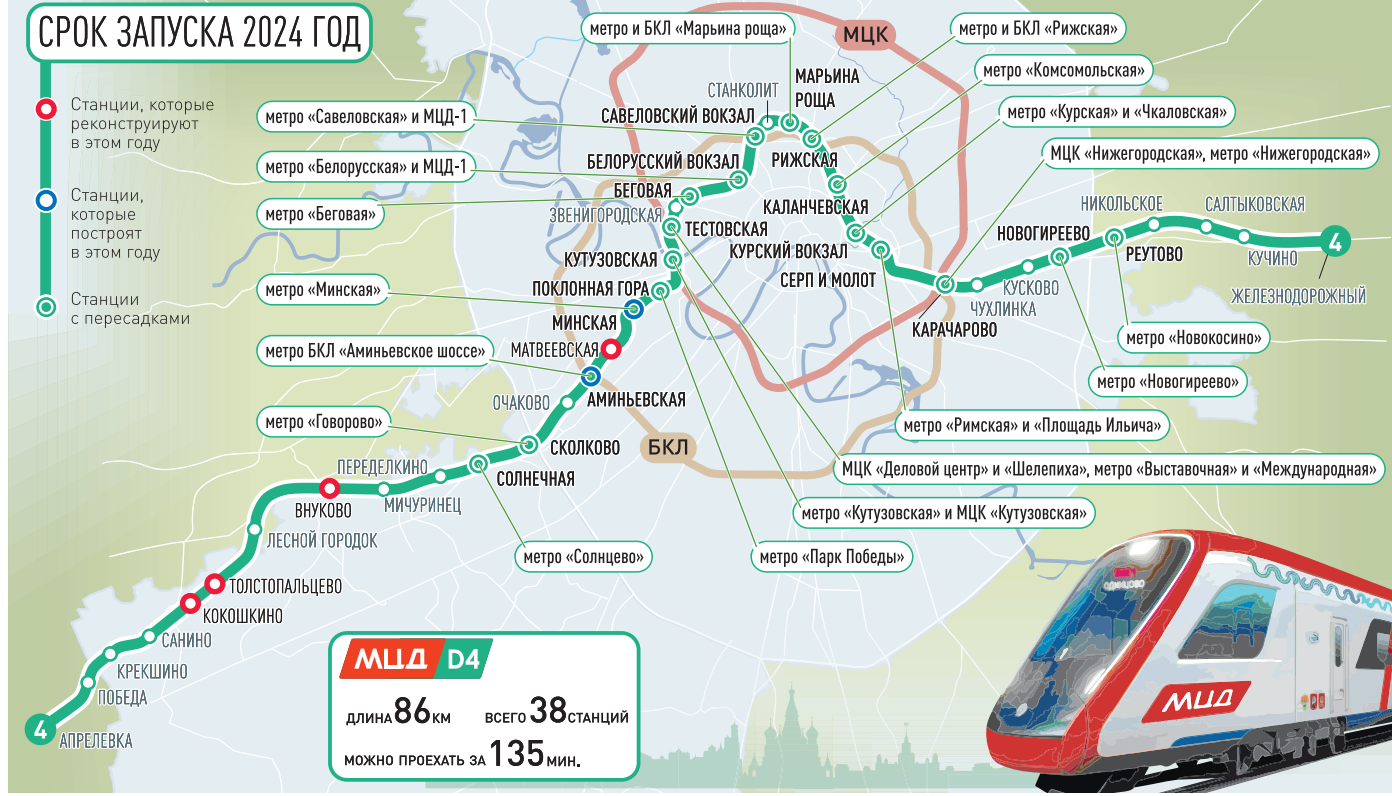 СРОК ЗАПУСКА 2024 ГОД
Станции, которые
реконструируют
в этом году
Станции,
которые
построят
в этом году
Станции
с пересадками
метро и БКЛ «Марьина роща»
МЦК
метро и БКЛ «Рижская»
метро «Комсомольская»
метро «Курская» и «Чкаловская»
МЦК «Нижегородская», метро «Нижегородская»
метро «Савеловская» и МЦД-1
метро «Белорусская» и МЦД-1
метро «Беговая»
метро «Минская»
метро БКЛ «Аминьевское шоссе»
метро «Говорово»
СТАНКОЛИТ
МАРЬИНА
РОЩА
САВЕЛОВСКИЙ ВОКЗАЛ
РИЖСКАЯ
БЕЛОРУССКИЙ ВОКЗАЛ
БЕГОВАЯ
КАЛАНЧЕВСКАЯ
ЗВЕНИГОРОДСКАЯ
ТЕСТОВСКАЯ
КУРСКИЙ ВОКЗАЛ
КУТУЗОВСКАЯ
СЕРП И МОЛОТ
ПОКЛОННАЯ ГОРА
МИНСКАЯ
МАТВЕЕВСКАЯ
АМИНЬЕВСКАЯ
ОЧАКОВО
СКОЛКОВО
СОЛНЕЧНАЯ
БКЛ
КАРАЧАРОВО
ЧУХЛИНКА
КУСКОВО
НОВОГИРЕЕВО
РЕУТОВО
НИКОЛЬСКОЕ
САЛТЫКОВСКАЯ
КУЧИНО
4
ЖЕЛЕЗНОДОРОЖНЫЙ
метро «Новокосино»
метро «Новогиреево»
метро «Римская» и «Площадь Ильича»
МЦК «Деловой центр» и «Шелепиха», метро «Выставочная» и «Международная»
метро «Кутузовская» и МЦК «Кутузовская»
метро «Парк Победы»
метро «Солнцево»
ПЕРЕДЕЛКИНО
МИЧУРИНЕЦ
ВНУКОВО
ЛЕСНОЙ ГОРОДОК
ТОЛСТОПАЛЬЦЕВО
КОКОШКИНО
САНИНО
КРЕКШИНО
ПОБЕДА
4
АПРЕЛЕВКА
МЦД D4
ДЛИНА 86 КМ ВСЕГО 38 СТАНЦИЙ
МОЖНО ПРОЕХАТЬ ЗА 135 МИН.
ОДИНЦОВО
МЦД